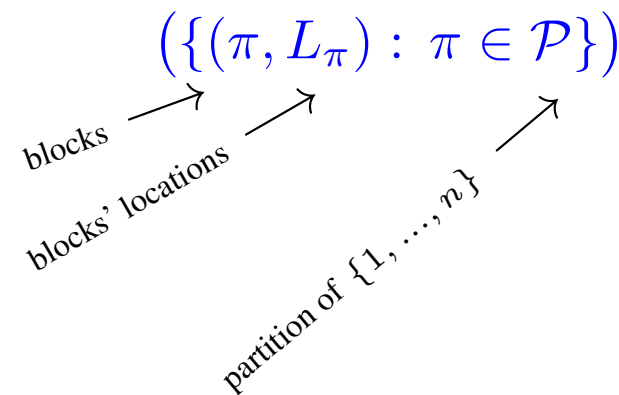 ({(π, L_π) : π ∈ 𝒫})
blocks
blocks’ locations
partition of {1, ..., n}